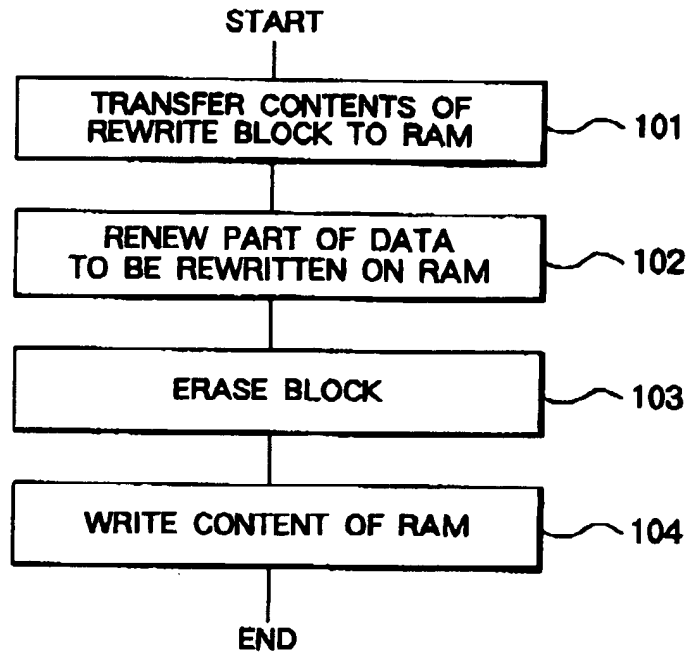 START
TRANSFER CONTENTS OF
REWRITE BLOCK TO RAM
101
RENEW PART OF DATA
TO BE REWRITTEN ON RAM
102
ERASE BLOCK
103
WRITE CONTENT OF RAM
104
END